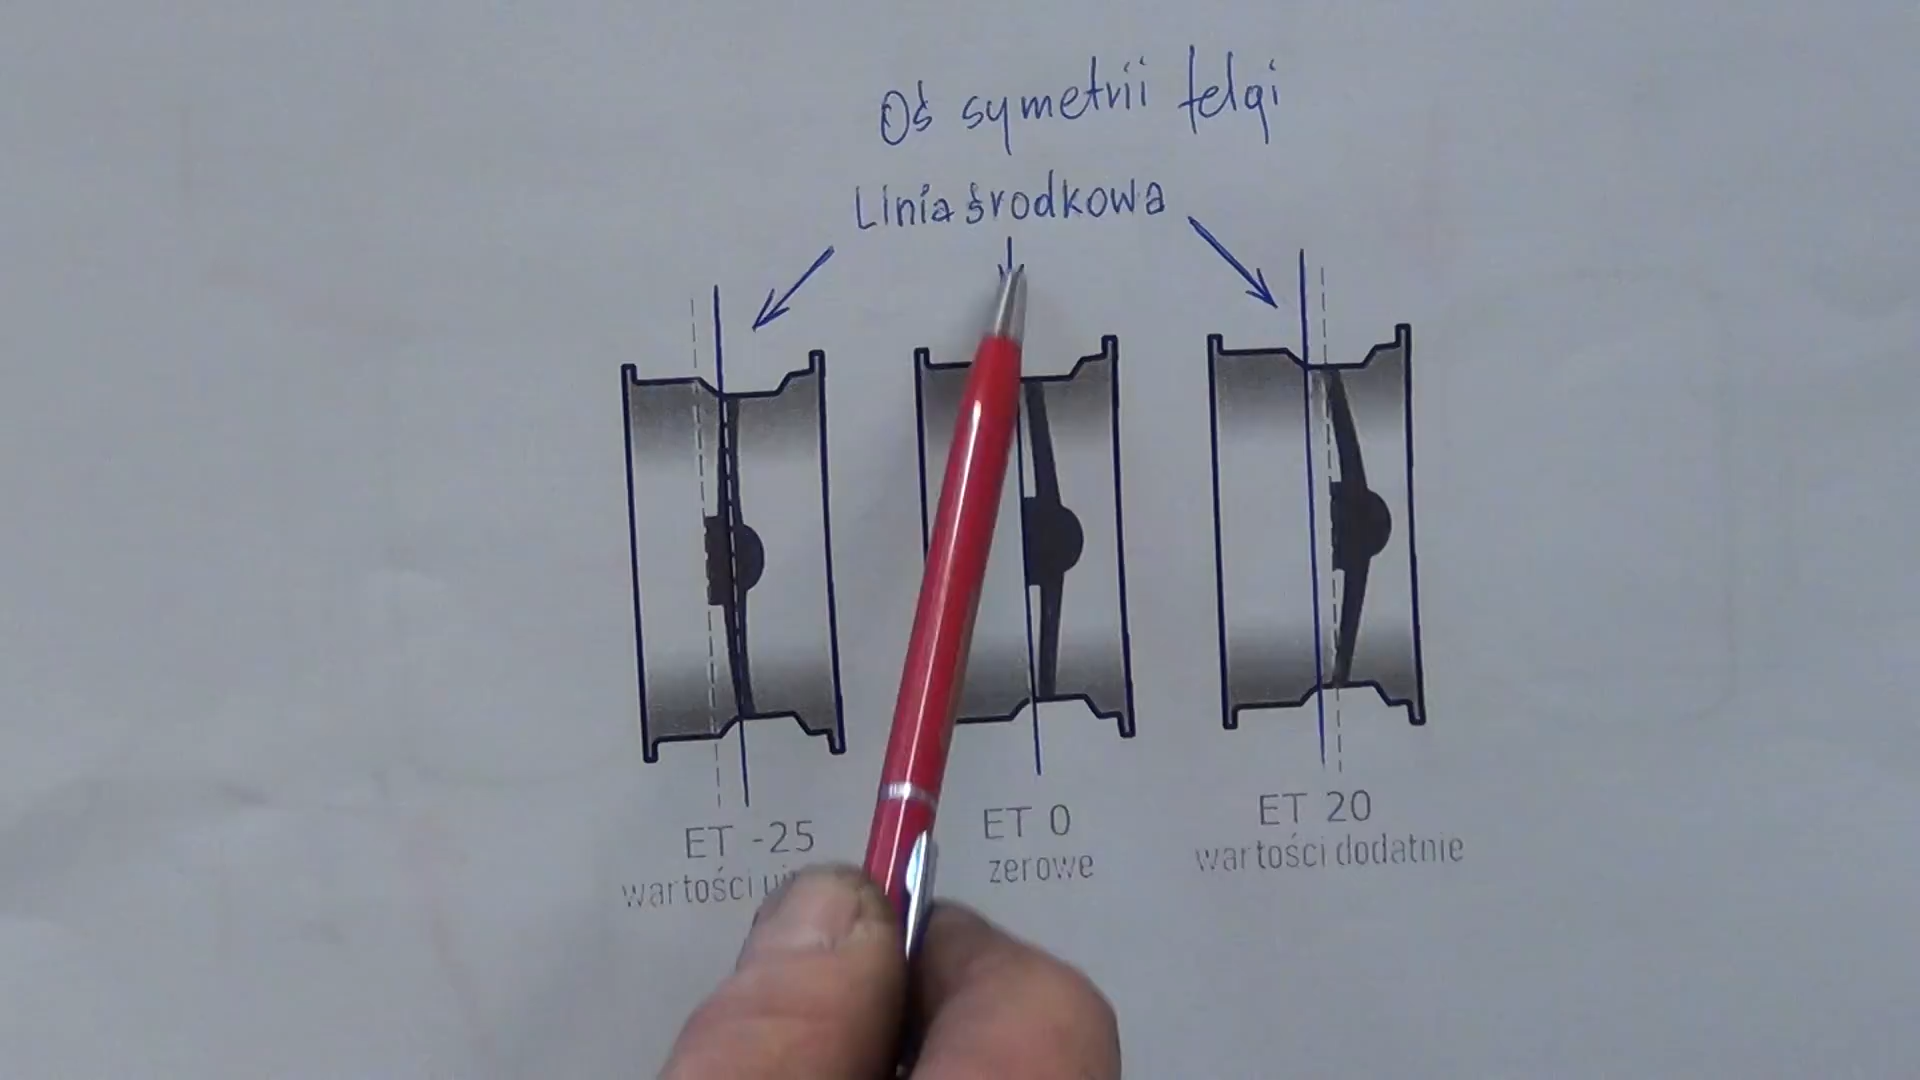 Oś symetrii felgi
Linia środkowa
ET -25
wartości
ET 0
zerowe
ET 20
wartości dodatnie